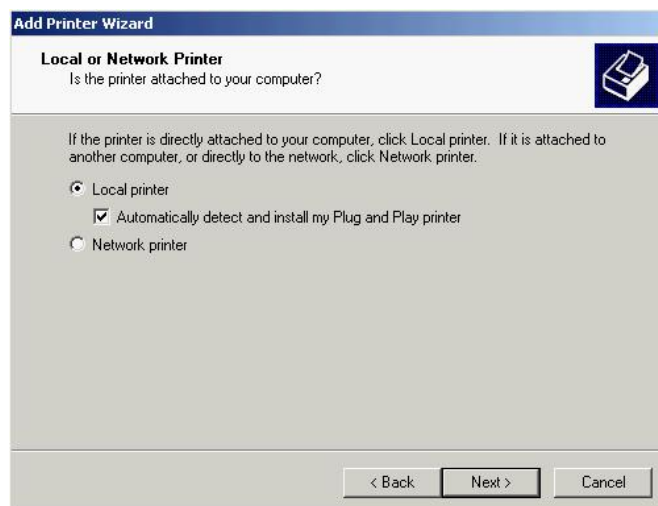 Add Printer Wizard
Local or Network Printer
Is the printer attached to your computer?
If the printer is directly attached to your computer, click Local printer. If it is attached to
another computer, or directly to the network, click Network printer.
Local printer
Automatically detect and install my Plug and Play printer
Network printer
< Back Next > Cancel